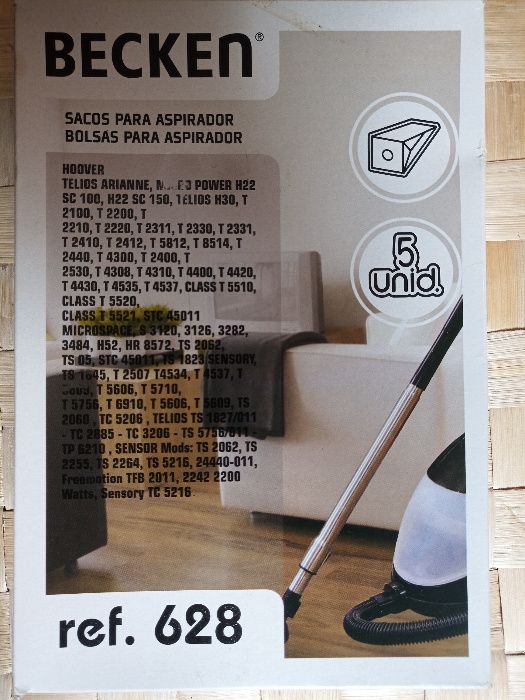 BECKEN®
SACOS PARA ASPIRADOR
BOLSAS PARA ASPIRADOR
HOOVER
TELIOS ARIANNE, POWER H22
SC 100, H22 SC 150, TELIOS H30, T
2100, T 2200, T
2210, T 2220, T 2311, T 2330, T 2331,
T 2410, T 2412, T 5812, T 8514, T
2440, T 4300, T 2400, T
2530, T 4308, T 4310, T 4400, T 4420,
T 4430, T 4535, T 4537, CLASS T 5510,
CLASS T 5520,
CLASS T 5521, STC 45011
MICROSPACE, S 3120, 3126, 3282,
3484, H52, HR 8572, TS 2062,
TS 05, STC 45011, TS 1823 SENSORY,
TS 1645, T 2507 T4534, T 4537, T
T 5606, T 5710,
T 5756, T 6910, T 5606, T 5609, TS
2060 , TC 5206 , TELIOS TS 1827/011
- TC 2885 - TC 3206 - TS 5756/011 -
TP 6210 , SENSOR Mods: TS 2062, TS
2255, TS 2264, TS 5216, 24440-011,
Freemotion TFB 2011, 2242 2200
Watts, Sensory TC 5216
5
unid.
ref. 628